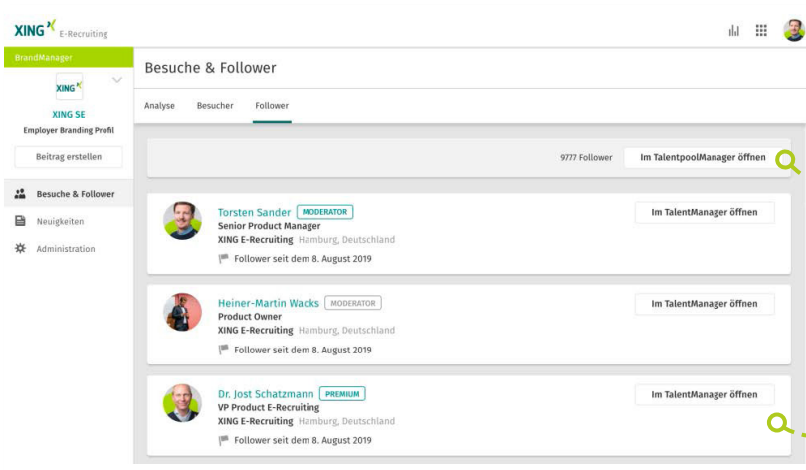 XING E-Recruiting
BrandManager
XING
XING SE
Employer Branding Profil
Beitrag erstellen
Besuche & Follower
Neuigkeiten
Administration
Besuche & Follower
Analyse Besucher Follower
9777 Follower Im TalentpoolManager öffnen
Torsten Sander MODERATOR
Senior Product Manager
XING E-Recruiting Hamburg, Deutschland
Follower seit dem 8. August 2019
Im TalentManager öffnen
Heiner-Martin Wacks MODERATOR
Product Owner
XING E-Recruiting Hamburg, Deutschland
Follower seit dem 8. August 2019
Im TalentManager öffnen
Dr. Jost Schatzmann PREMIUM
VP Product E-Recruiting
XING E-Recruiting Hamburg, Deutschland
Follower seit dem 8. August 2019
Im TalentManager öffnen